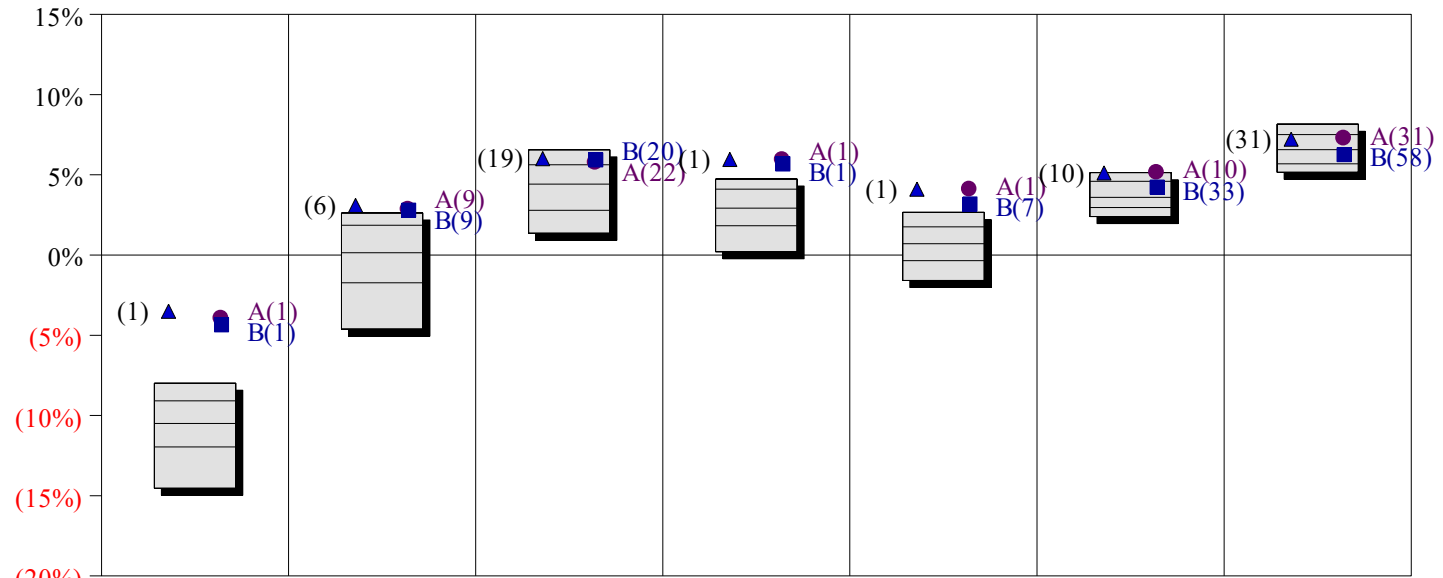 15%
10%
5%
0%
(5%)
(10%)
(15%)
(20%)
(1)
A(1)
B(1)
(6)
A(9)
B(9)
(19)
B(20)
A(22)
(1)
A(1)
B(1)
(1)
A(1)
B(7)
(10)
A(10)
B(33)
(31)
A(31)
B(58)